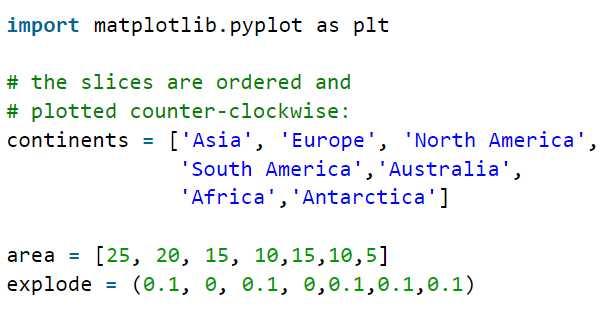 import matplotlib.pyplot as plt
# the slices are ordered and
# plotted counter-clockwise:
continents = ['Asia', 'Europe', 'North America',
'South America','Australia',
'Africa','Antarctica']
area = [25, 20, 15, 10,15,10,5]
explode = (0.1, 0, 0.1, 0,0.1,0.1,0.1)